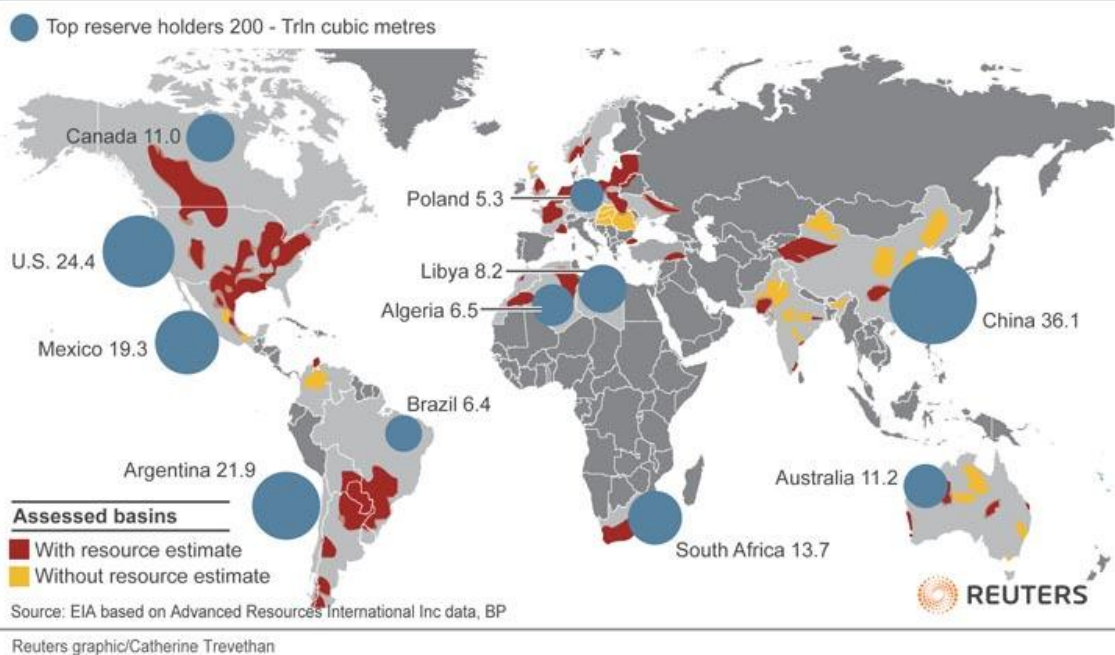 Top reserve holders 200 - Trln cubic metres
Canada 11.0
Poland 5.3
U.S. 24.4
Libya 8.2
Algeria 6.5
China 36.1
Mexico 19.3
Brazil 6.4
Argentina 21.9
Australia 11.2
South Africa 13.7
Assessed basins
With resource estimate
Without resource estimate
Source: EIA based on Advanced Resources International Inc data, BP
REUTERS
Reuters graphic/Catherine Trevethan